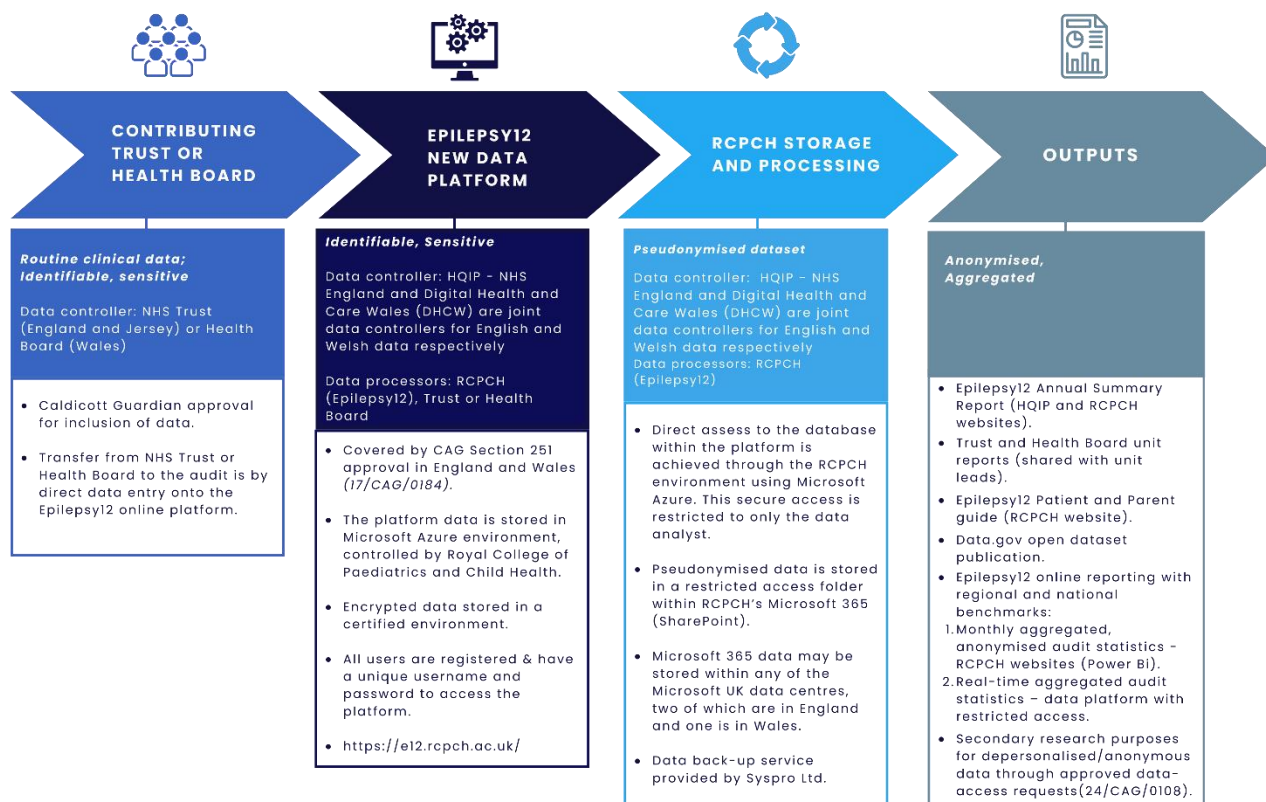 CONTRIBUTING
TRUST OR
HEALTH BOARD
Routine clinical data;
Identifiable, sensitive
Data controller: NHS Trust
(England and Jersey) or Health
Board (Wales)
• Caldicott Guardian approval
for inclusion of data.
• Transfer from NHS Trust or
Health Board to the audit is by
direct data entry onto the
Epilepsy12 online platform.
EPILEPSY12
NEW DATA
PLATFORM
Identifiable, Sensitive
Data controller: HQIP - NHS
England and Digital Health and
Care Wales (DHCW) are joint
data controllers for English and
Welsh data respectively
Data processors: RCPCH
(Epilepsy12), Trust or Health
Board
• Covered by CAG Section 251
approval in England and Wales
(17/CAG/0184).
• The platform data is stored in
Microsoft Azure environment,
controlled by Royal College of
Paediatrics and Child Health.
• Encrypted data stored in a
certified environment.
• All users are registered & have
a unique username and
password to access the
platform.
• https://e12.rcpch.ac.uk/
RCPCH STORAGE
AND PROCESSING
Pseudonymised dataset
Data controller: HQIP – NHS
England and Digital Health and
Care Wales (DHCW) are joint
data controllers for English and
Welsh data respectively
Data processors: RCPCH
(Epilepsy12)
• Direct assess to the database
within the platform is
achieved through the RCPCH
environment using Microsoft
Azure. This secure access is
restricted to only the data
analyst.
• Pseudonymised data is stored
in a restricted access folder
within RCPCH's Microsoft 365
(SharePoint).
• Microsoft 365 data may be
stored within any of the
Microsoft UK data centres,
two of which are in England
and one is in Wales.
• Data back-up service
provided by Syspro Ltd.
OUTPUTS
Anonymised,
Aggregated
• Epilepsy12 Annual Summary
Report (HQIP and RCPCH
websites).
• Trust and Health Board unit
reports (shared with unit
leads).
• Epilepsy12 Patient and Parent
guide (RCPCH website).
• Data.gov open dataset
publication.
• Epilepsy12 online reporting with
regional and national
benchmarks:
1. Monthly aggregated,
anonymised audit statistics -
RCPCH websites (Power Bi).
2. Real-time aggregated audit
statistics – data platform with
restricted access.
• Secondary research purposes
for depersonalised/anonymous
data through approved data-
access requests(24/CAG/0108).